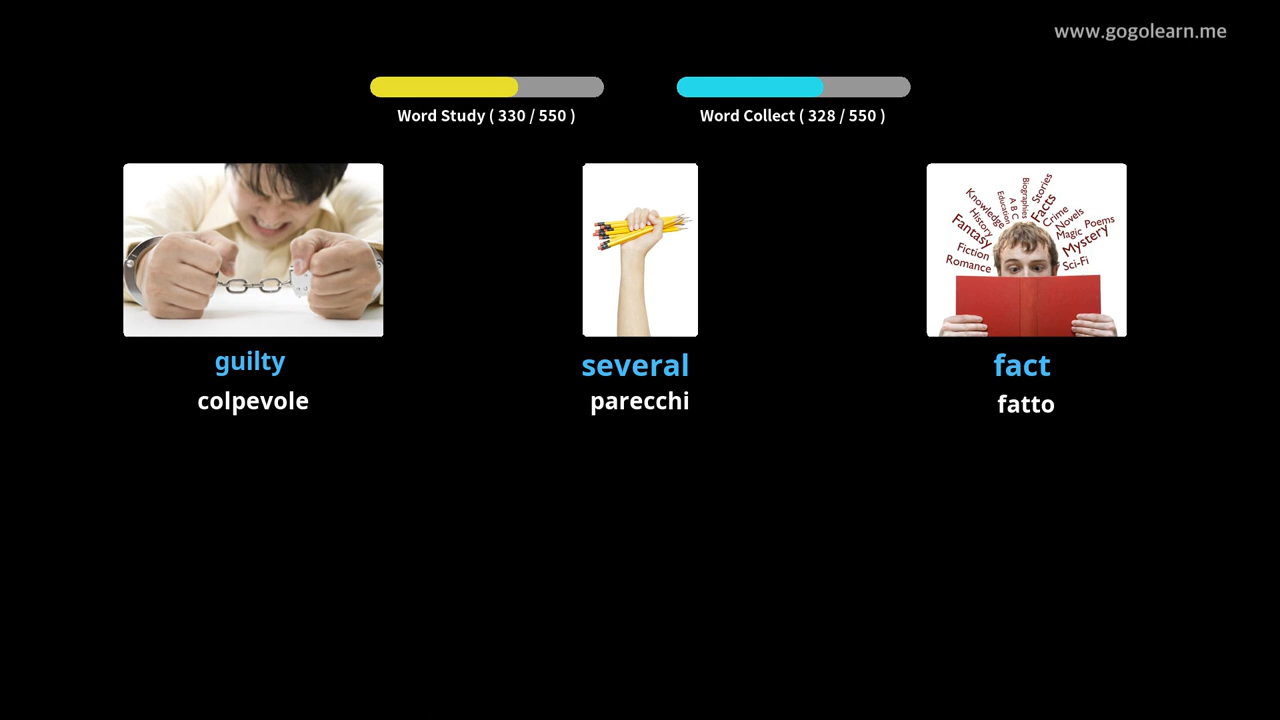 www.gogolearn.me
Word Study ( 330 / 550 )
Word Collect ( 328 / 550 )
Knowledge
History
Fantasy
Fiction
Romance
Education
A B C
Biographies
Stories
Facts
Crime
Novels
Magic
Poems
Mystery
Sci-Fi
guilty
several
fact
colpevole
parecchi
fatto